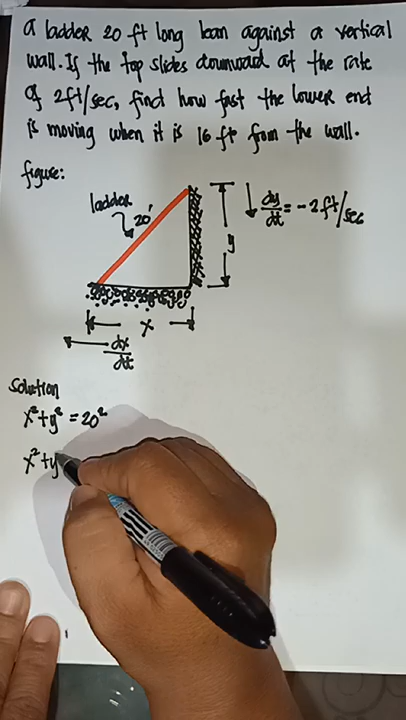 A ladder 20 ft long lean against a vertical
wall. If the top slides downward at the rate
of 2ft/sec, find how fast the lower end
is moving when it is 16 ft from the wall.
figure:
ladder
20'
dy/dt = -2 ft/sec
y
x
dx/dt
Solution
x² + y² = 20²
x² + y